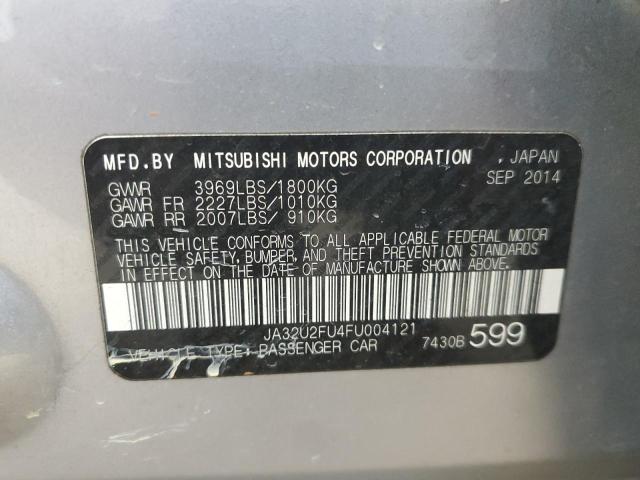 MFD.BY MITSUBISHI MOTORS CORPORATION , JAPAN
SEP 2014
GVWR 3969LBS/1800KG
GAWR FR 2227LBS/1010KG
GAWR RR 2007LBS/ 910KG
THIS VEHICLE CONFORMS TO ALL APPLICABLE FEDERAL MOTOR
VEHICLE SAFETY, BUMPER, AND THEFT PREVENTION STANDARDS
IN EFFECT ON THE DATE OF MANUFACTURE SHOWN ABOVE.
JA32U2FU4FU004121
VEHICLE TYPE: PASSENGER CAR 7430B 599